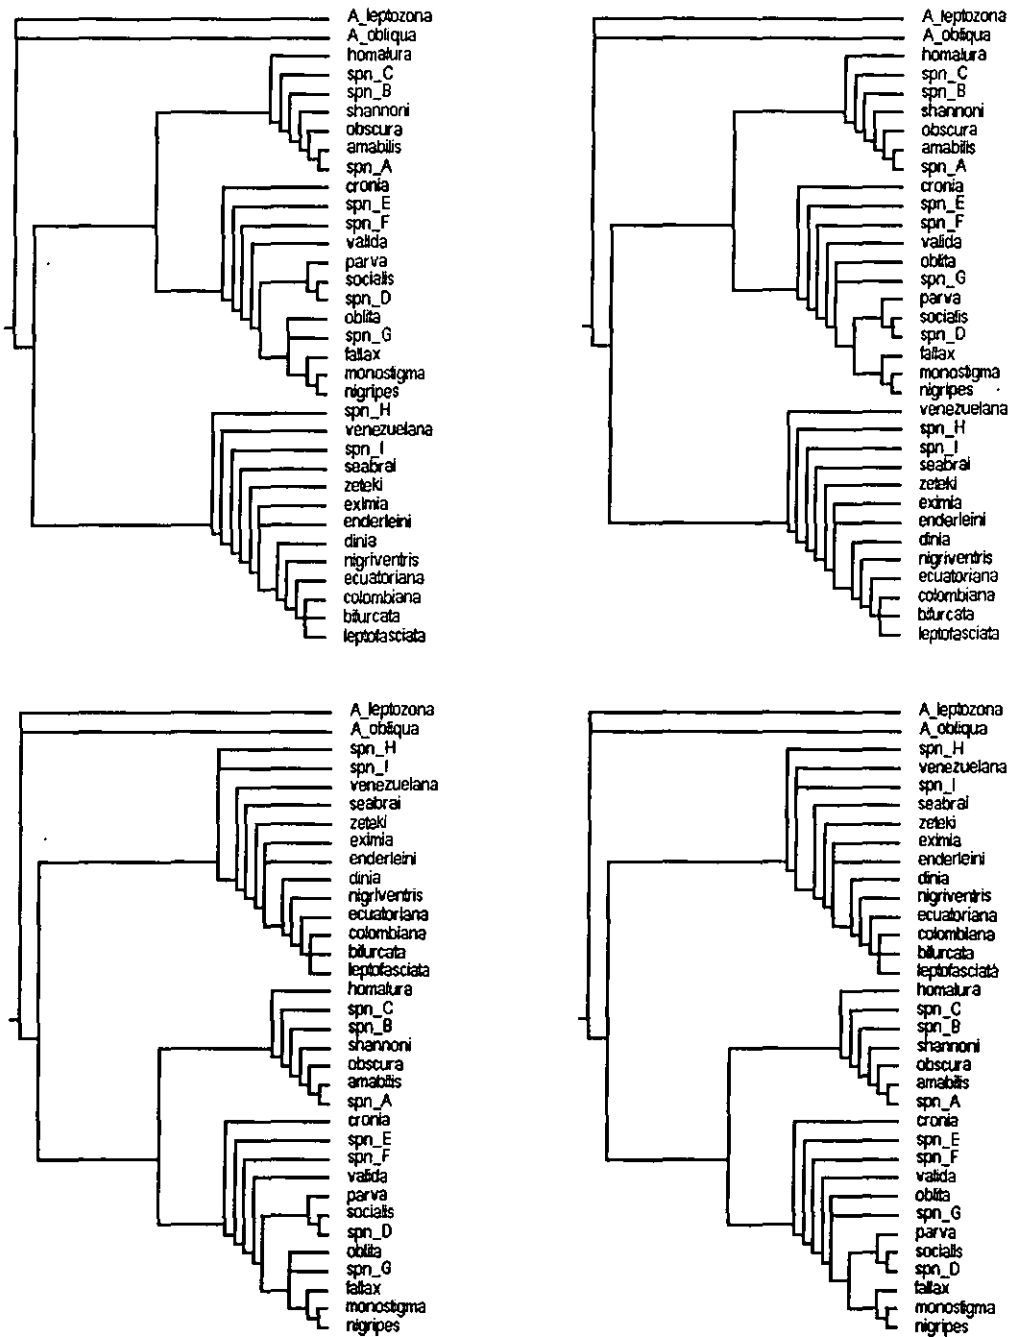 A_leptozona
A_obliqua
homalura
spn_C
spn_B
shannoni
obscura
amabilis
spn_A
cronia
spn_E
spn_F
valida
parva
socialis
spn_D
oblita
spn_G
fallax
monostigma
nigripes
spn_H
venezuelana
spn_I
seabrai
zeteki
eximia
enderleini
dinia
nigriventris
ecuatoriana
colombiana
bifurcata
leptofasciata
A_leptozona
A_obliqua
homalura
spn_C
spn_B
shannoni
obscura
amabilis
spn_A
cronia
spn_E
spn_F
valida
oblita
spn_G
parva
socialis
spn_D
fallax
monostigma
nigripes
venezuelana
spn_H
spn_I
seabrai
zeteki
eximia
enderleini
dinia
nigriventris
ecuatoriana
colombiana
bifurcata
leptofasciata
A_leptozona
A_obliqua
spn_H
spn_I
venezuelana
seabrai
zeteki
eximia
enderleini
dinia
nigriventris
ecuatoriana
colombiana
bifurcata
leptofasciata
homalura
spn_C
spn_B
shannoni
obscura
amabilis
spn_A
cronia
spn_E
spn_F
valida
parva
socialis
spn_D
oblita
spn_G
fallax
monostigma
nigripes
A_leptozona
A_obliqua
spn_H
venezuelana
spn_I
seabrai
zeteki
eximia
enderleini
dinia
nigriventris
ecuatoriana
colombiana
bifurcata
leptofasciata
homalura
spn_C
spn_B
shannoni
obscura
amabilis
spn_A
cronia
spn_E
spn_F
valida
oblita
spn_G
parva
socialis
spn_D
fallax
monostigma
nigripes